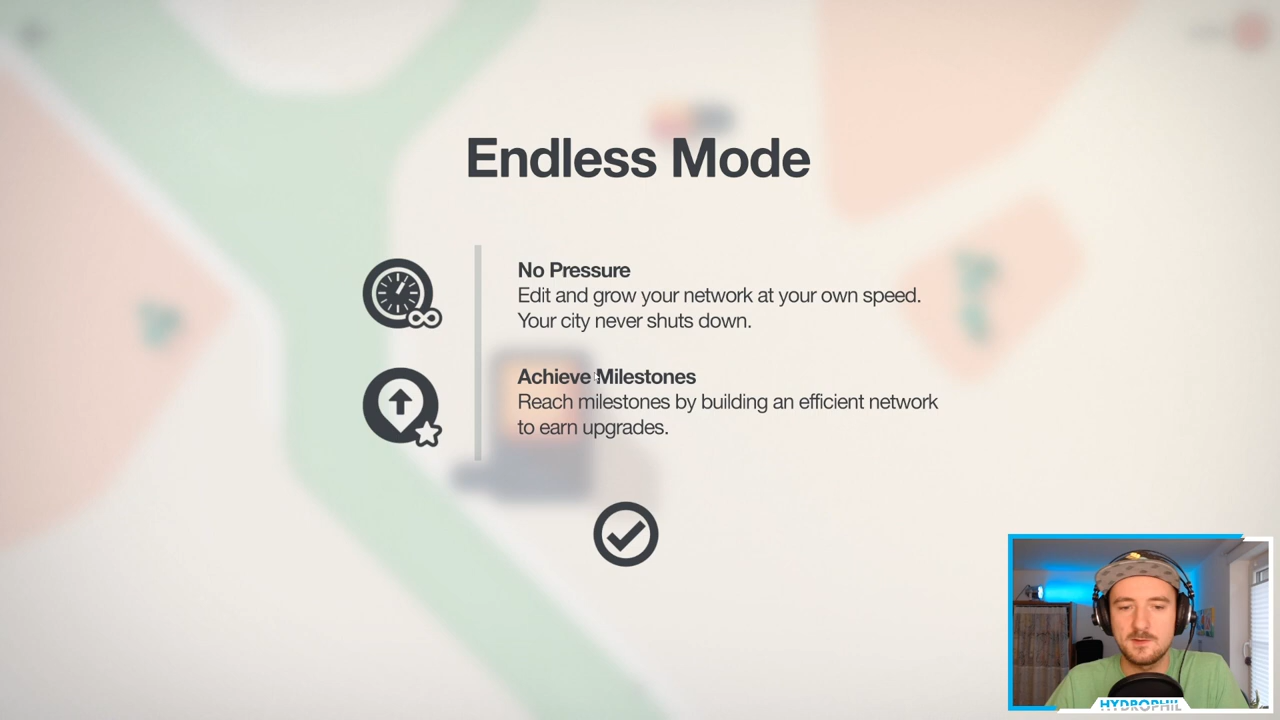 Endless Mode
No Pressure
Edit and grow your network at your own speed.
Your city never shuts down.
Achieve Milestones
Reach milestones by building an efficient network
to earn upgrades.
HYDROPHIL